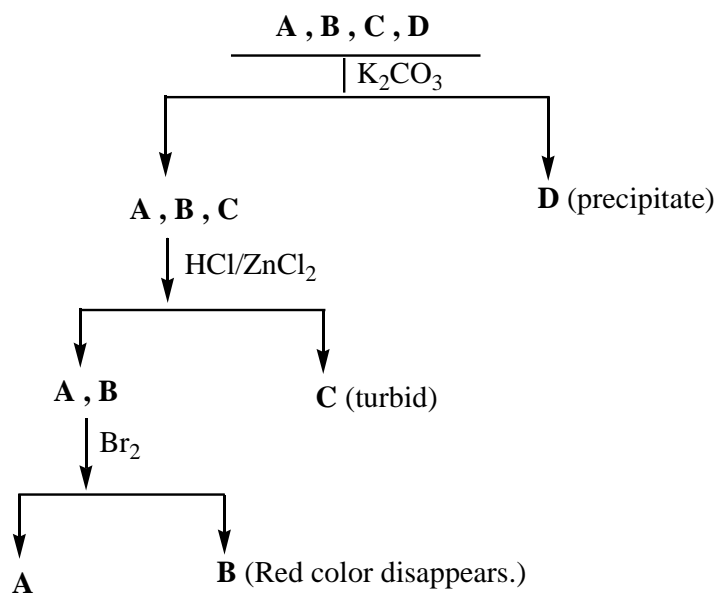 A , B , C , D
K₂CO₃
A , B , C
D (precipitate)
HCl/ZnCl₂
A , B
C (turbid)
Br₂
A
B (Red color disappears.)